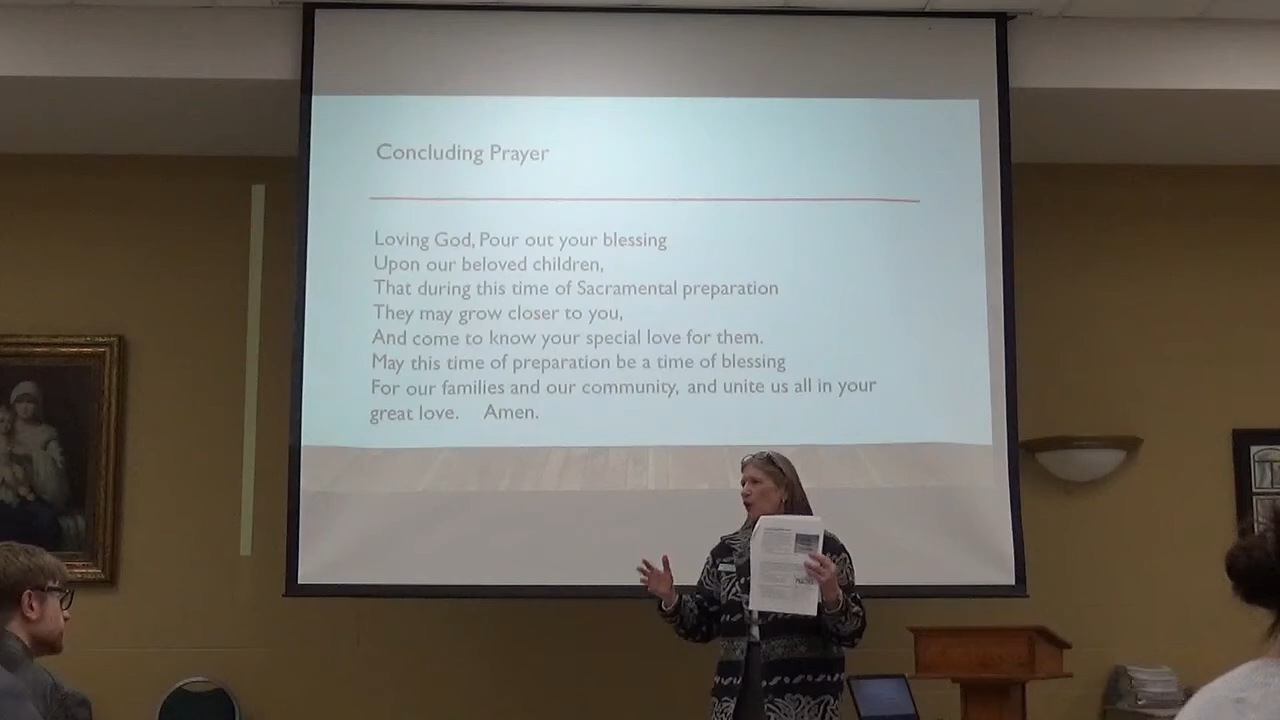 Concluding Prayer
Loving God, Pour out your blessing
Upon our beloved children,
That during this time of Sacramental preparation
They may grow closer to you,
And come to know your special love for them.
May this time of preparation be a time of blessing
For our families and our community, and unite us all in your
great love. Amen.